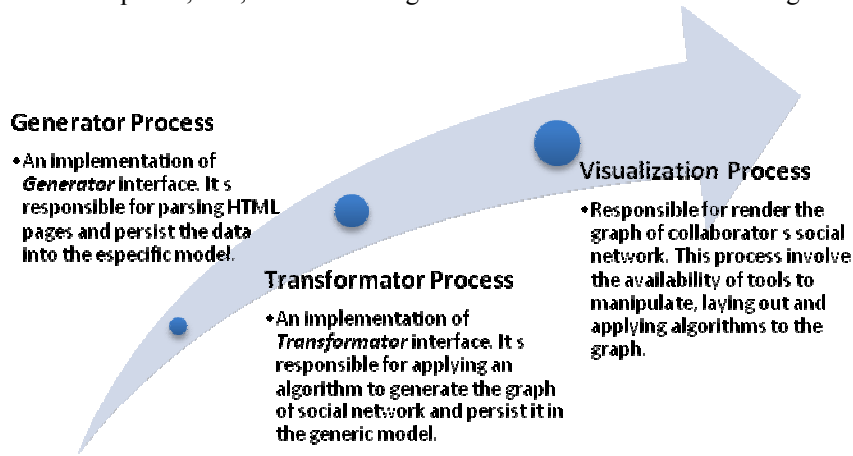 Generator Process
•An implementation of
Generator interface. It s
responsible for parsing HTML
pages and persist the data
into the especific model.
Transformator Process
•An implementation of
Transformator interface. It s
responsible for applying an
algorithm to generate the graph
of social network and persist it in
the generic model.
Visualization Process
•Responsible for render the
graph of collaborator s social
network. This process involve
the availability of tools to
manipulate, laying out and
applying algorithms to the
graph.